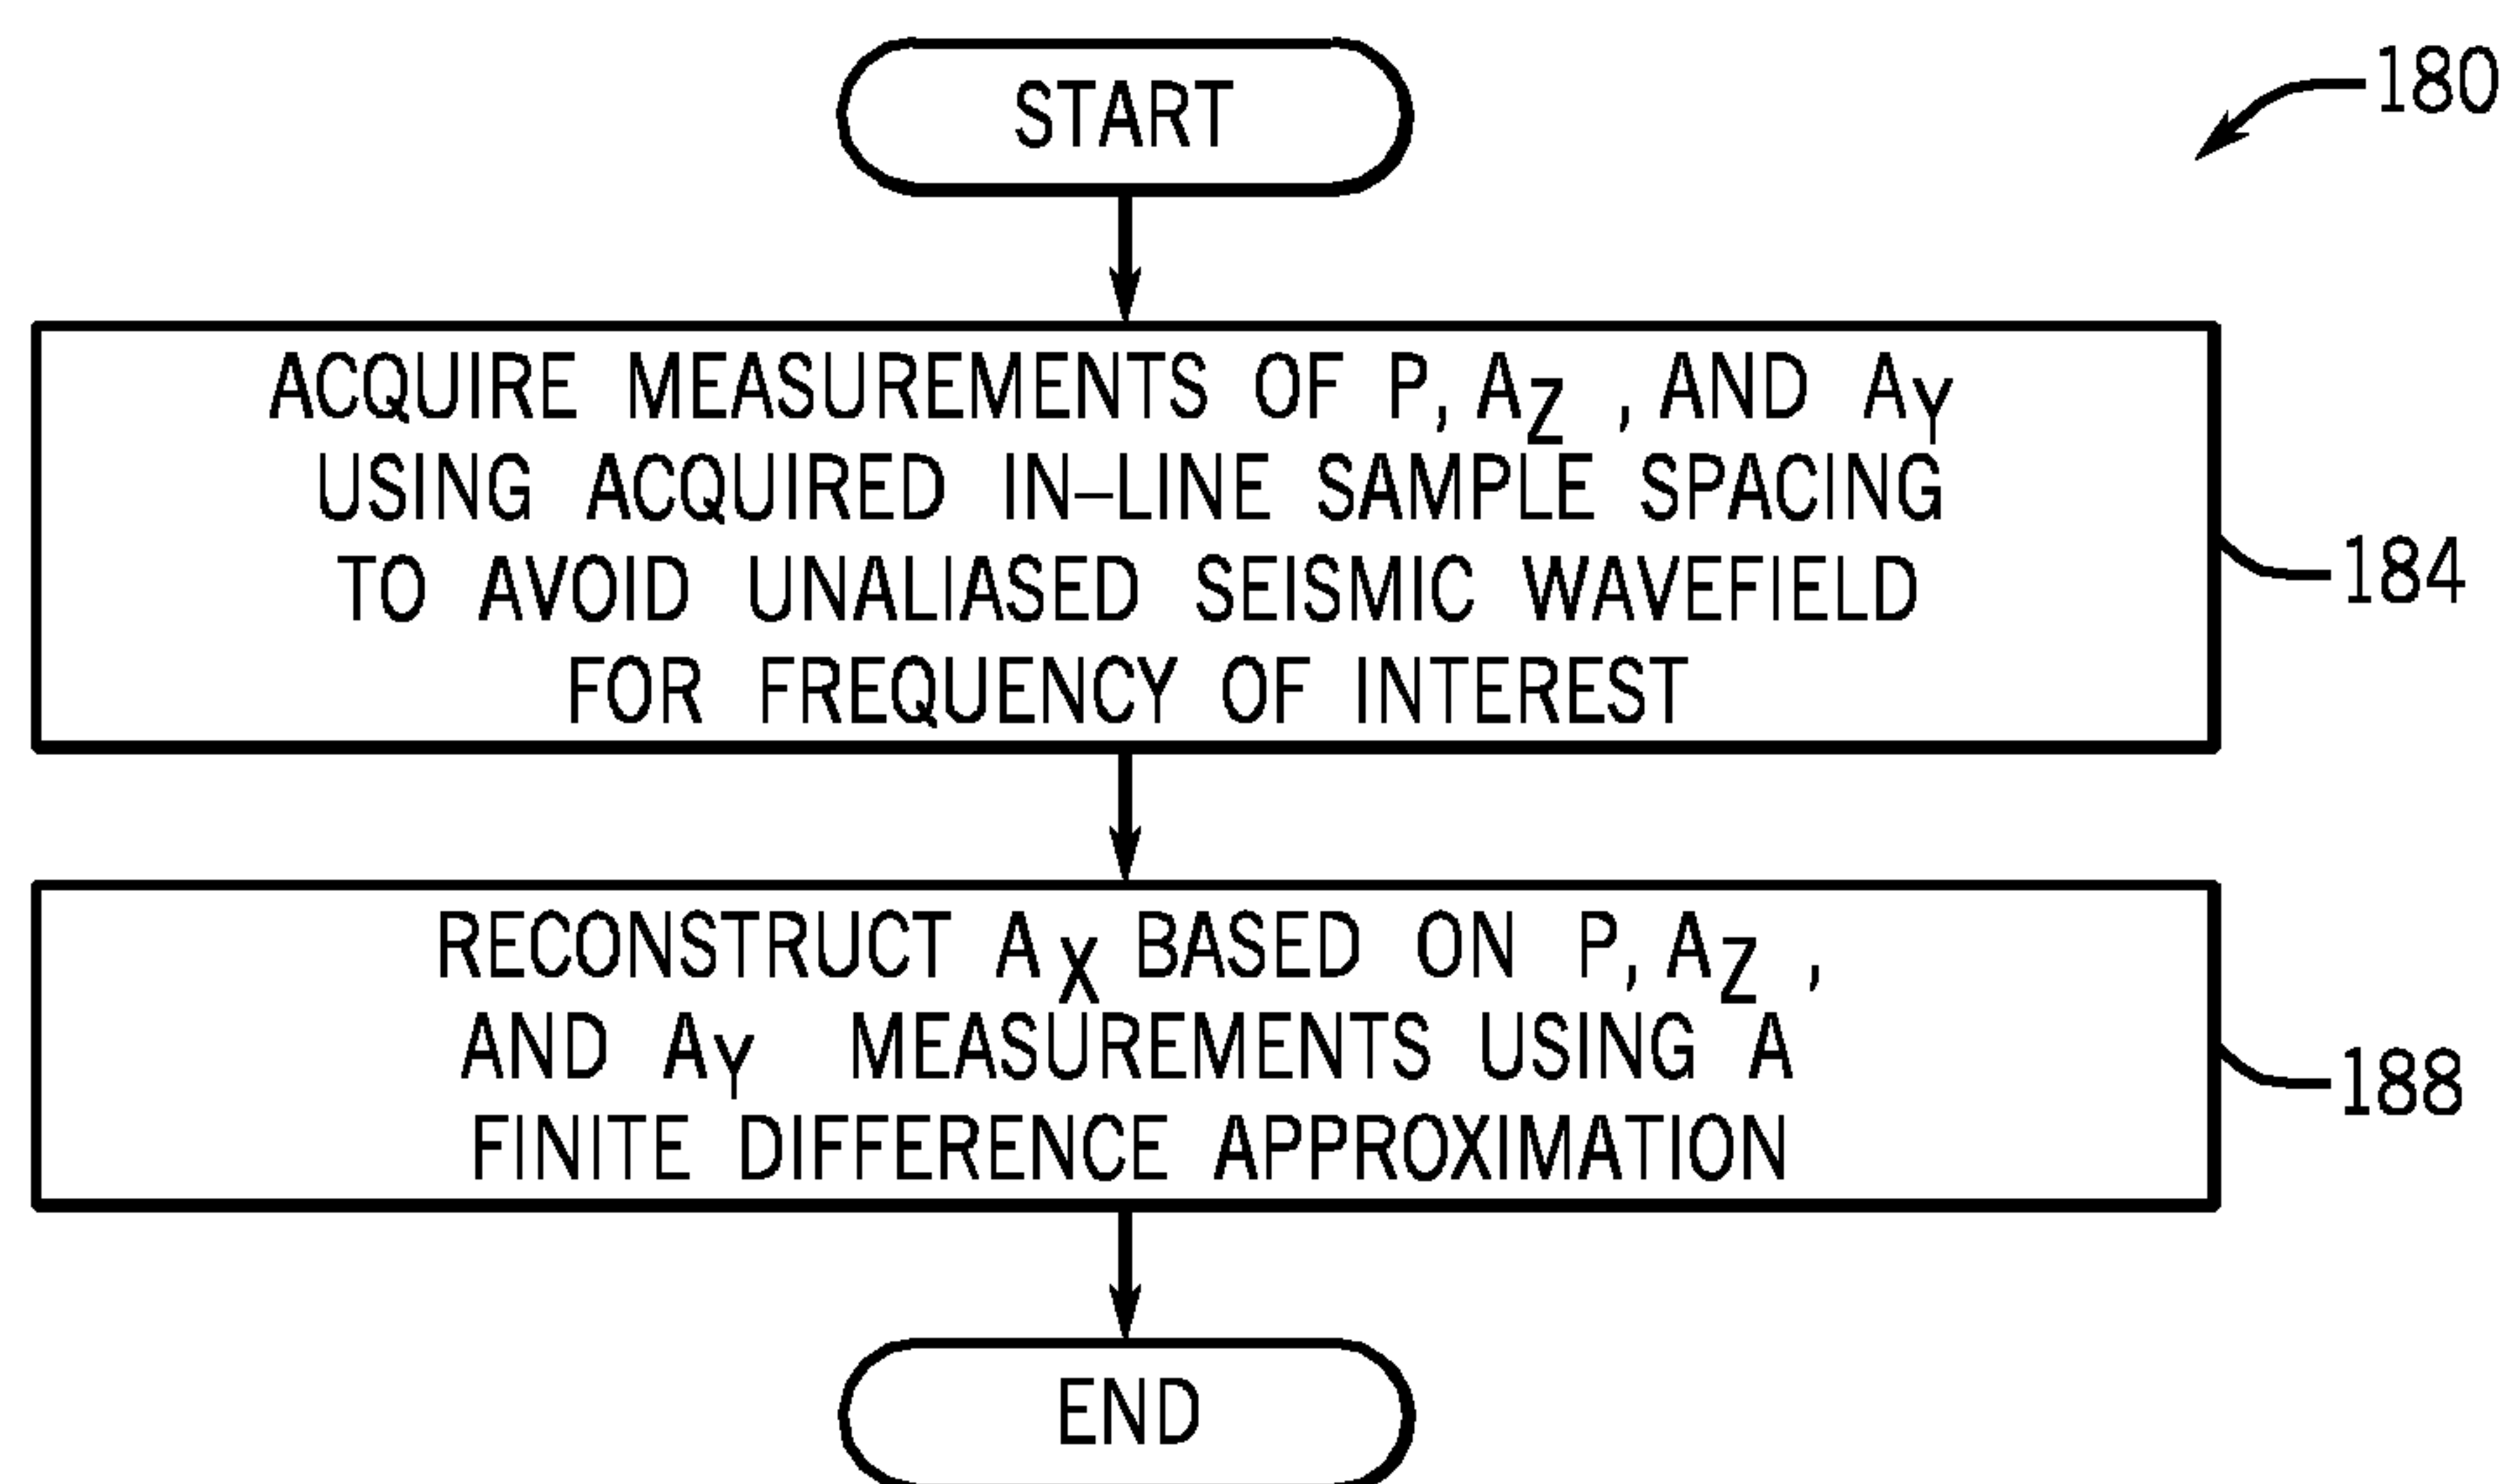 START
180
ACQUIRE MEASUREMENTS OF P, AZ , AND AY
USING ACQUIRED IN–LINE SAMPLE SPACING
TO AVOID UNALIASED SEISMIC WAVEFIELD
FOR FREQUENCY OF INTEREST
184
RECONSTRUCT AX BASED ON P, AZ ,
AND AY MEASUREMENTS USING A
FINITE DIFFERENCE APPROXIMATION
188
END